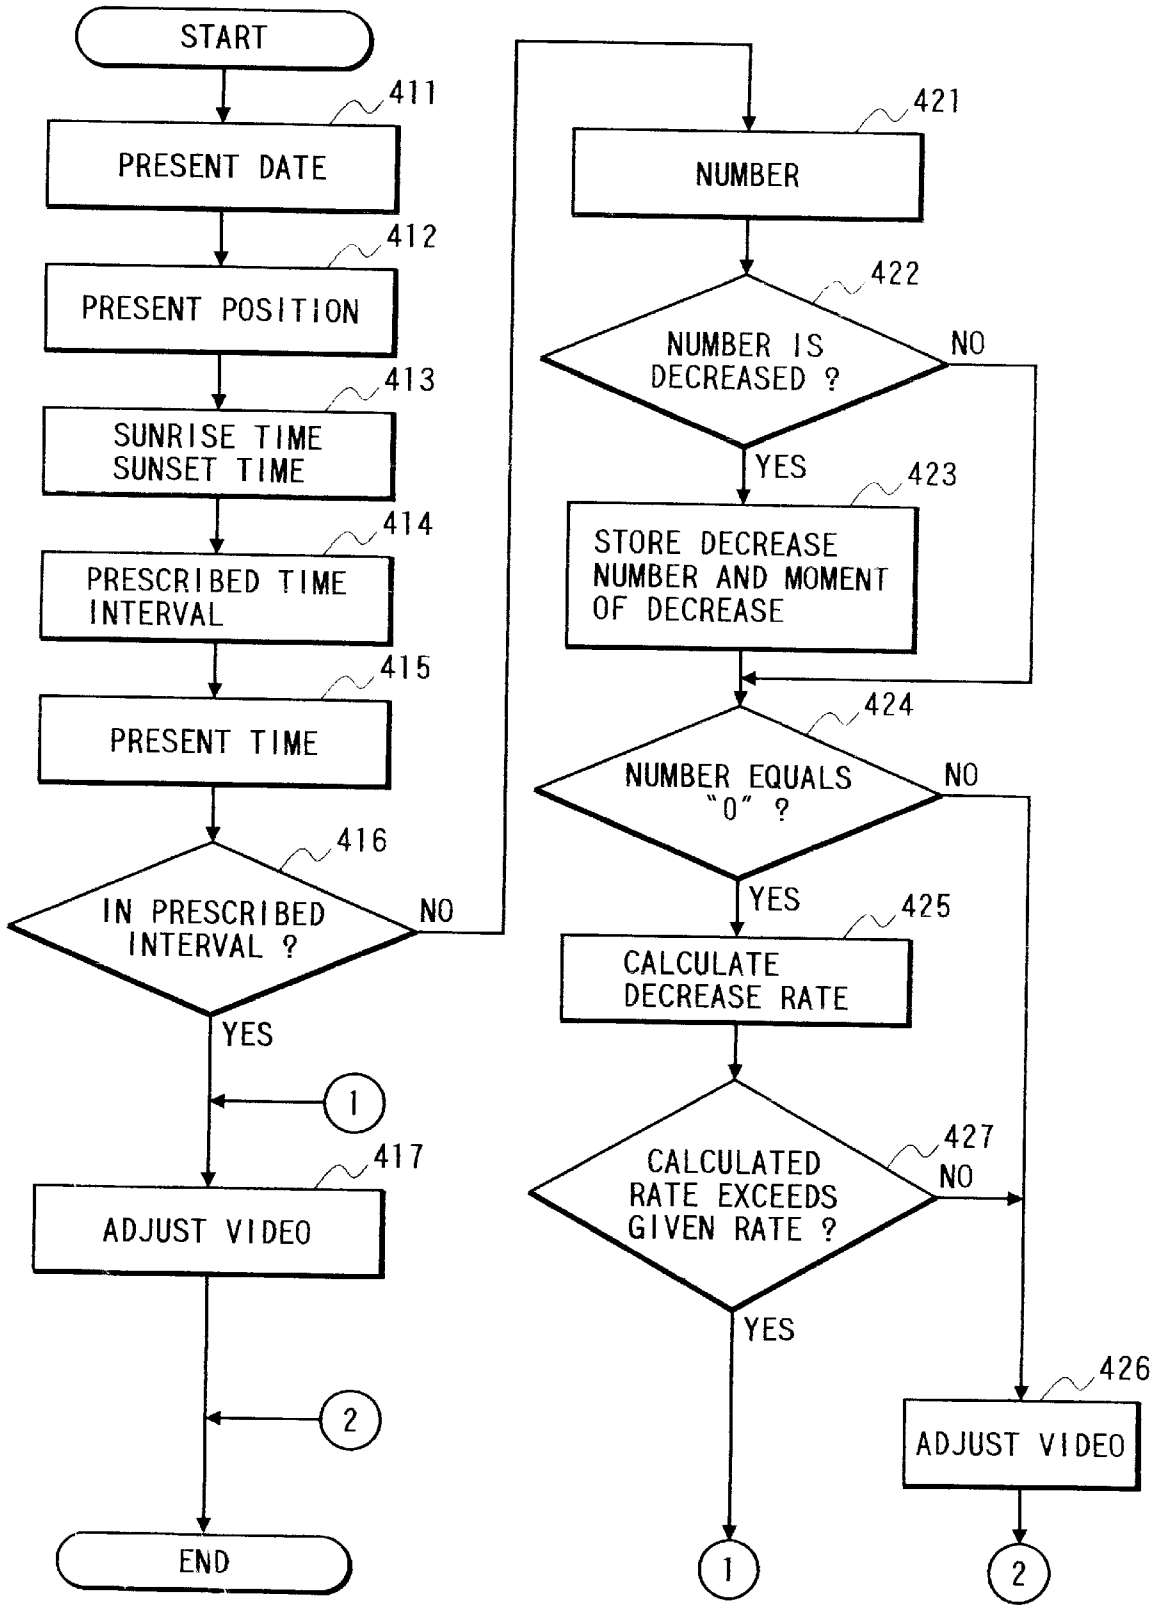 START
411
PRESENT DATE
412
PRESENT POSITION
413
SUNRISE TIME
SUNSET TIME
414
PRESCRIBED TIME
INTERVAL
415
PRESENT TIME
416
IN PRESCRIBED
INTERVAL ?
NO
YES
1
417
ADJUST VIDEO
2
END
421
NUMBER
422
NUMBER IS
DECREASED ?
NO
YES
423
STORE DECREASE
NUMBER AND MOMENT
OF DECREASE
424
NUMBER EQUALS
"0" ?
NO
YES
425
CALCULATE
DECREASE RATE
427
CALCULATED
RATE EXCEEDS
GIVEN RATE ?
NO
YES
426
ADJUST VIDEO
1
2